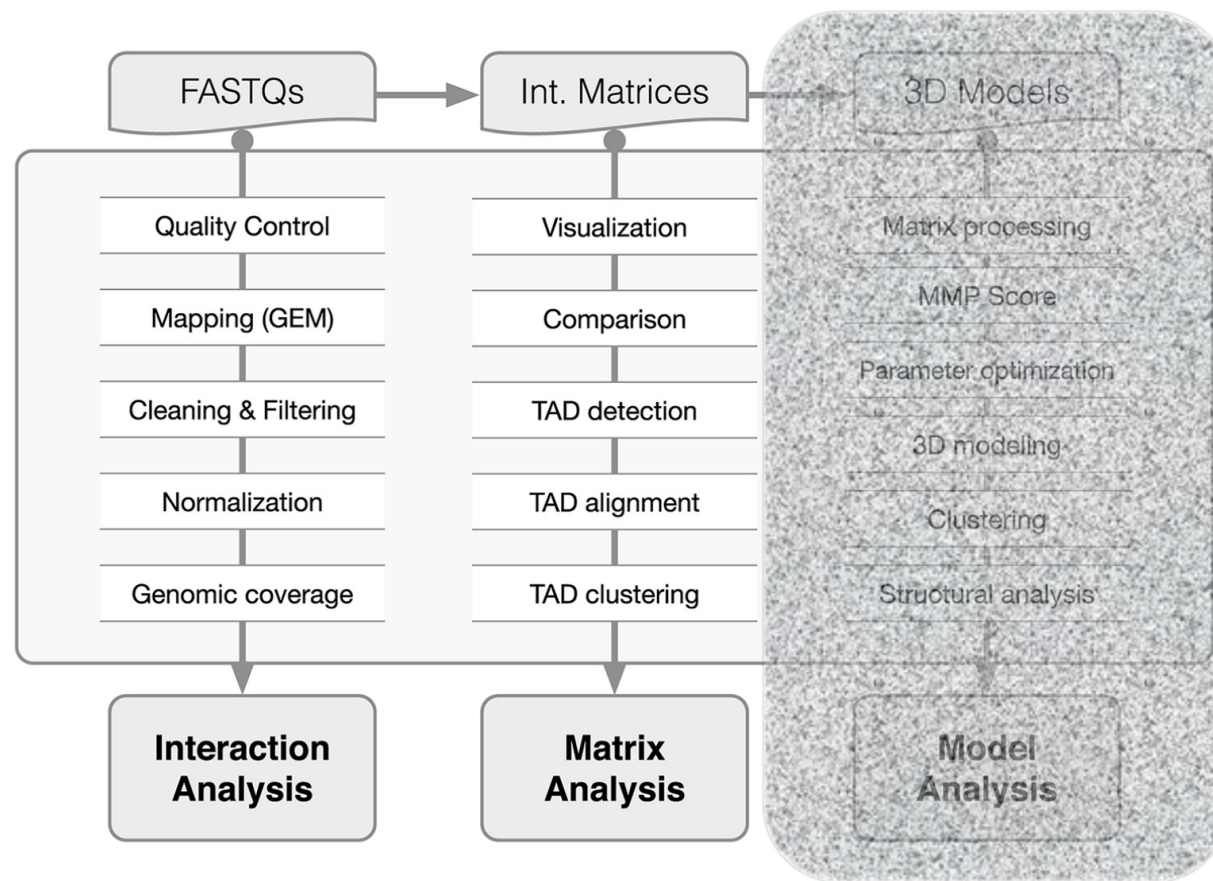 FASTQs
Int. Matrices
3D Models
Quality Control
Mapping (GEM)
Cleaning & Filtering
Normalization
Genomic coverage
Interaction
Analysis
Visualization
Comparison
TAD detection
TAD alignment
TAD clustering
Matrix
Analysis
Matrix processing
MMP Score
Parameter optimization
3D modeling
Clustering
Structural analysis
Model
Analysis